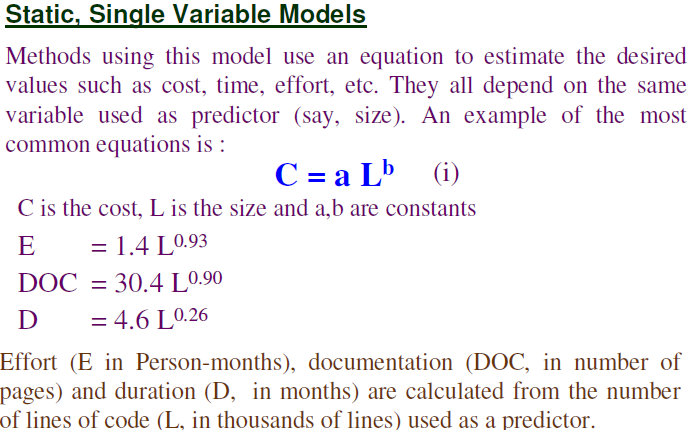 Static, Single Variable Models
Methods using this model use an equation to estimate the desired
values such as cost, time, effort, etc. They all depend on the same
variable used as predictor (say, size). An example of the most
common equations is :
C = a Lᵇ (i)
C is the cost, L is the size and a,b are constants
E = 1.4 L⁰·⁹³
DOC = 30.4 L⁰·⁹⁰
D = 4.6 L⁰·²⁶
Effort (E in Person-months), documentation (DOC, in number of
pages) and duration (D, in months) are calculated from the number
of lines of code (L, in thousands of lines) used as a predictor.